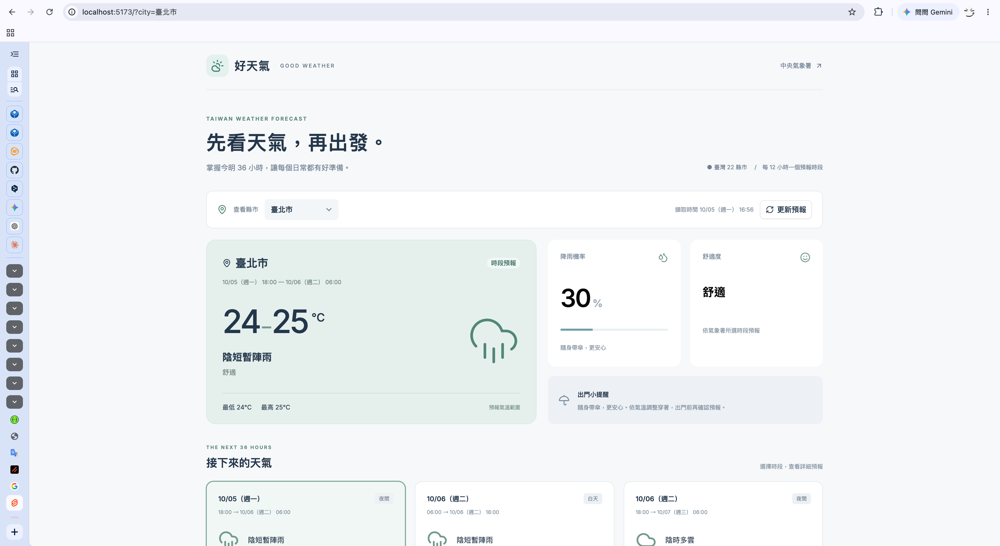 localhost:5173/?city=臺北市
問問 Gemini
好天氣
GOOD WEATHER
中央氣象署
TAIWAN WEATHER FORECAST
先看天氣，再出發。
掌握今明 36 小時，讓每個日常都有好準備。
臺灣 22 縣市 / 每 12 小時一個預報時段
查看縣市
臺北市
擷取時間 10/05（週一） 16:56
更新預報
臺北市
時段預報
10/05（週一） 18:00 — 10/06（週二） 06:00
24–25 °C
陰短暫陣雨
舒適
最低 24°C 最高 25°C
預報氣溫範圍
降雨機率
30 %
隨身帶傘，更安心
舒適度
舒適
依氣象署所選時段預報
出門小提醒
隨身帶傘，更安心。依氣溫調整穿著，出門前再確認預報。
THE NEXT 36 HOURS
接下來的天氣
選擇時段，查看詳細預報
10/05（週一）
夜間
18:00 → 10/06（週二） 06:00
陰短暫陣雨
10/06（週二）
白天
06:00 → 10/06（週二） 18:00
陰短暫陣雨
10/06（週二）
夜間
18:00 → 10/07（週三） 06:00
陰時多雲